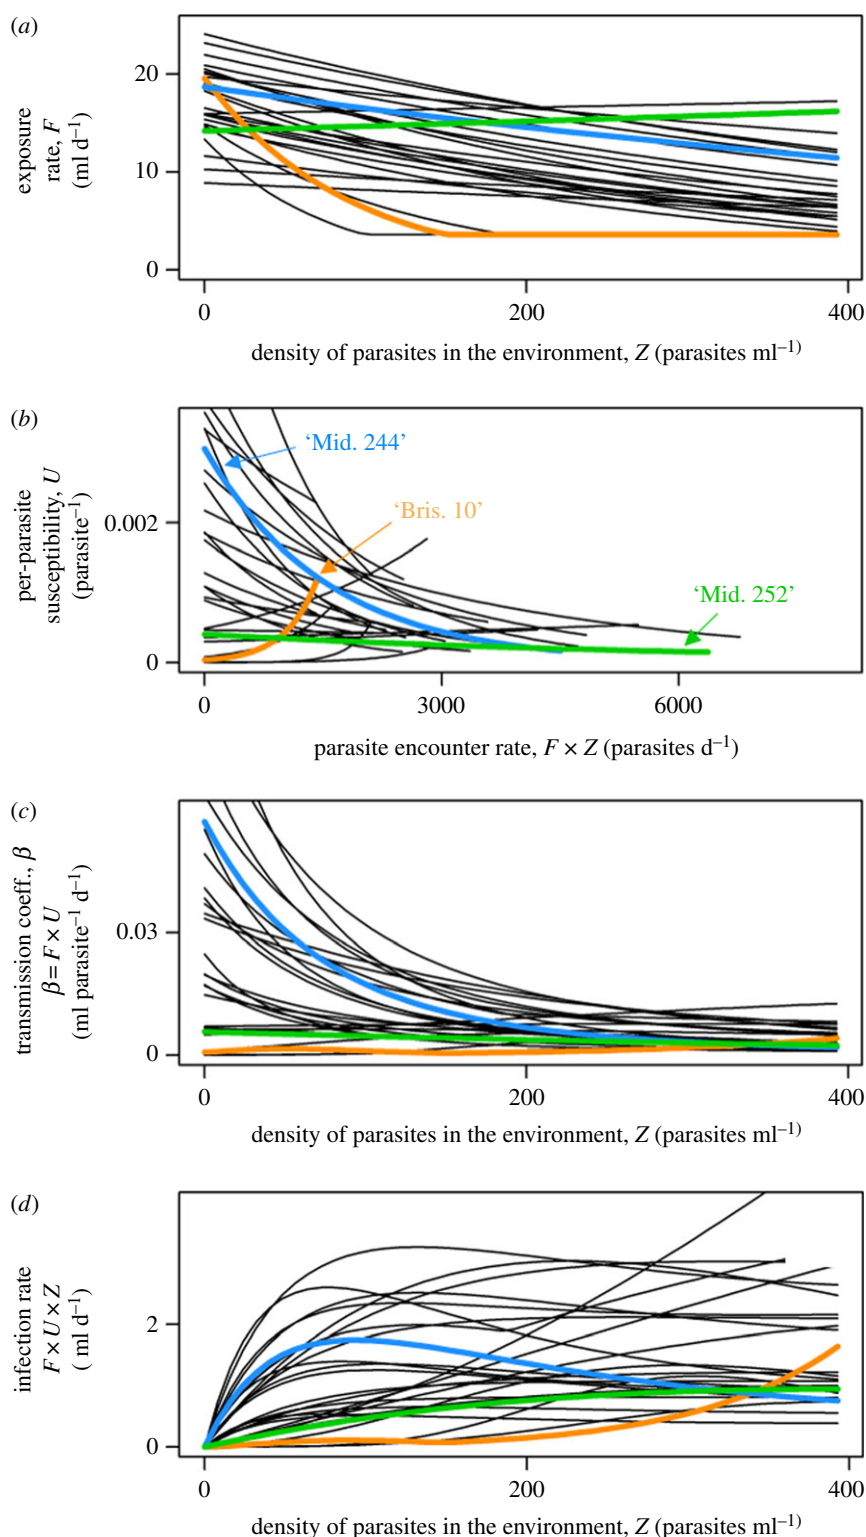 (a)
exposure
rate, F
(ml d⁻¹)
20
10
0
0 200 400
density of parasites in the environment, Z (parasites ml⁻¹)
(b)
per-parasite
susceptibility, U
(parasite⁻¹)
0.002
0
'Mid. 244'
'Bris. 10'
'Mid. 252'
0 3000 6000
parasite encounter rate, F × Z (parasites d⁻¹)
(c)
transmission coeff., β
β = F × U
(ml parasite⁻¹ d⁻¹)
0.03
0
0 200 400
density of parasites in the environment, Z (parasites ml⁻¹)
(d)
infection rate
F × U × Z
( ml d⁻¹)
2
0
0 200 400
density of parasites in the environment, Z (parasites ml⁻¹)